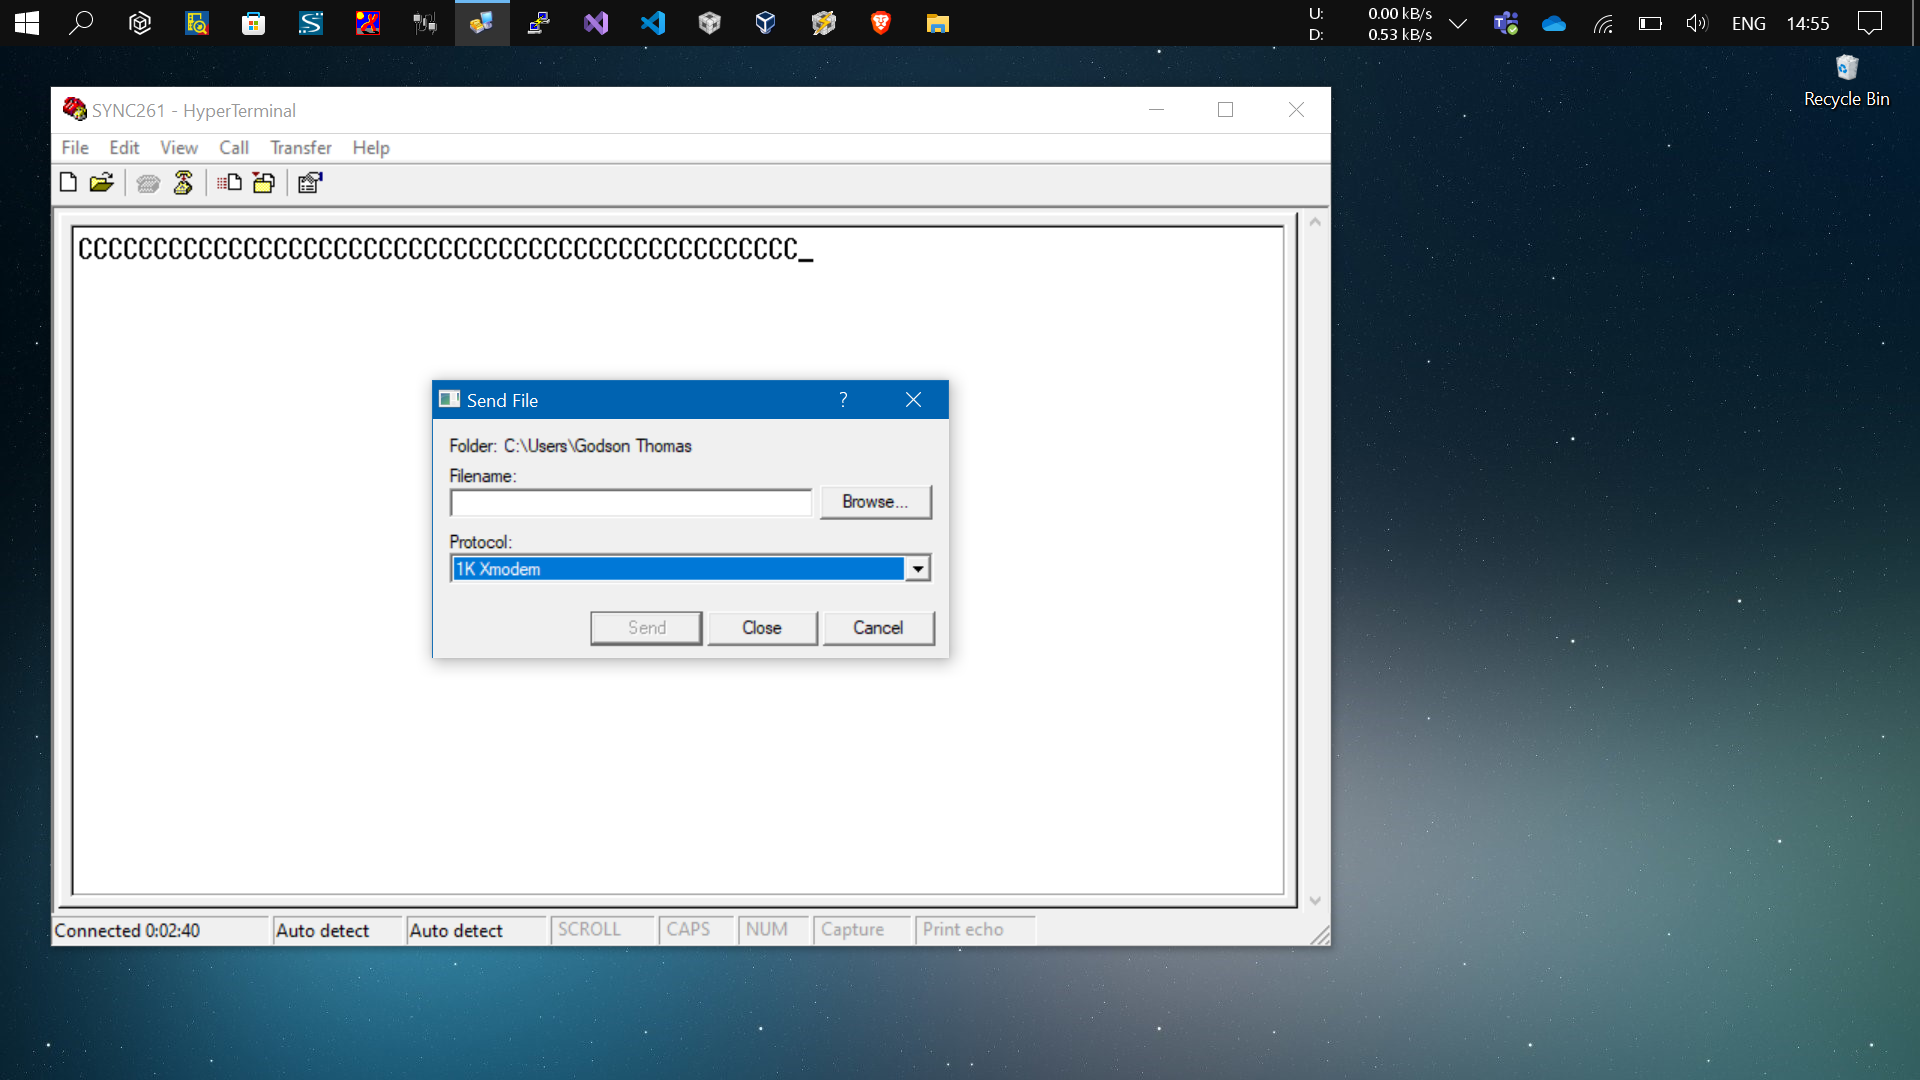 U: 0.00 kB/s
D: 0.53 kB/s
ENG
14:55
Recycle Bin
SYNC261 - HyperTerminal
File Edit View Call Transfer Help
CCCCCCCCCCCCCCCCCCCCCCCCCCCCCCCCCCCCCCCCCCCCCCCC_
Send File ?
Folder: C:\Users\Godson Thomas
Filename:
Browse...
Protocol:
1K Xmodem
Send Close Cancel
Connected 0:02:40 Auto detect Auto detect SCROLL CAPS NUM Capture Print echo